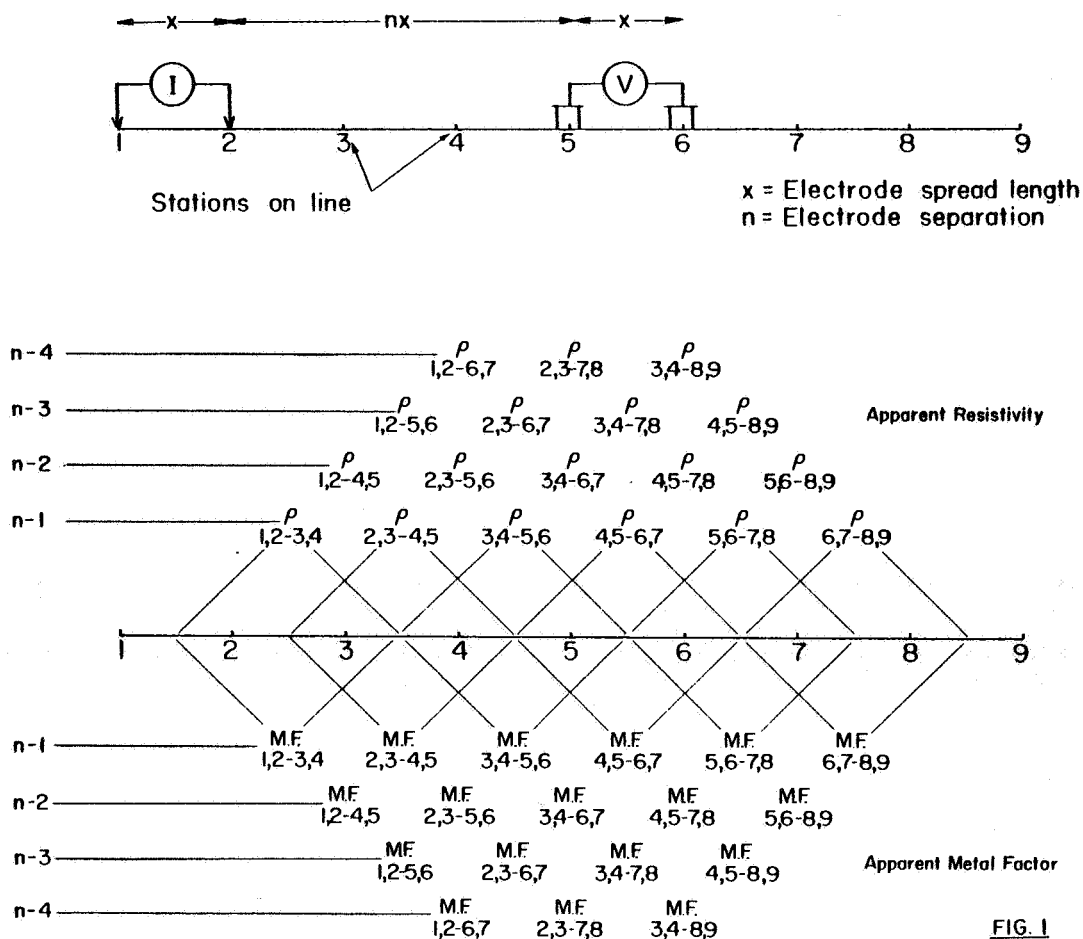 x nx x
I V
1 2 3 4 5 6 7 8 9
Stations on line
x = Electrode spread length
n = Electrode separation
n-4 ρ ρ ρ
1,2-6,7 2,3-7,8 3,4-8,9
n-3 ρ ρ ρ ρ Apparent Resistivity
1,2-5,6 2,3-6,7 3,4-7,8 4,5-8,9
n-2 ρ ρ ρ ρ ρ
1,2-4,5 2,3-5,6 3,4-6,7 4,5-7,8 5,6-8,9
n-1 ρ ρ ρ ρ ρ ρ
1,2-3,4 2,3-4,5 3,4-5,6 4,5-6,7 5,6-7,8 6,7-8,9
1 2 3 4 5 6 7 8 9
n-1 M.F. M.F. M.F. M.F. M.F. M.F.
1,2-3,4 2,3-4,5 3,4-5,6 4,5-6,7 5,6-7,8 6,7-8,9
n-2 M.F. M.F. M.F. M.F. M.F.
1,2-4,5 2,3-5,6 3,4-6,7 4,5-7,8 5,6-8,9
n-3 M.F. M.F. M.F. M.F. Apparent Metal Factor
1,2-5,6 2,3-6,7 3,4-7,8 4,5-8,9
n-4 M.F. M.F. M.F.
1,2-6,7 2,3-7,8 3,4-8,9
FIG. 1